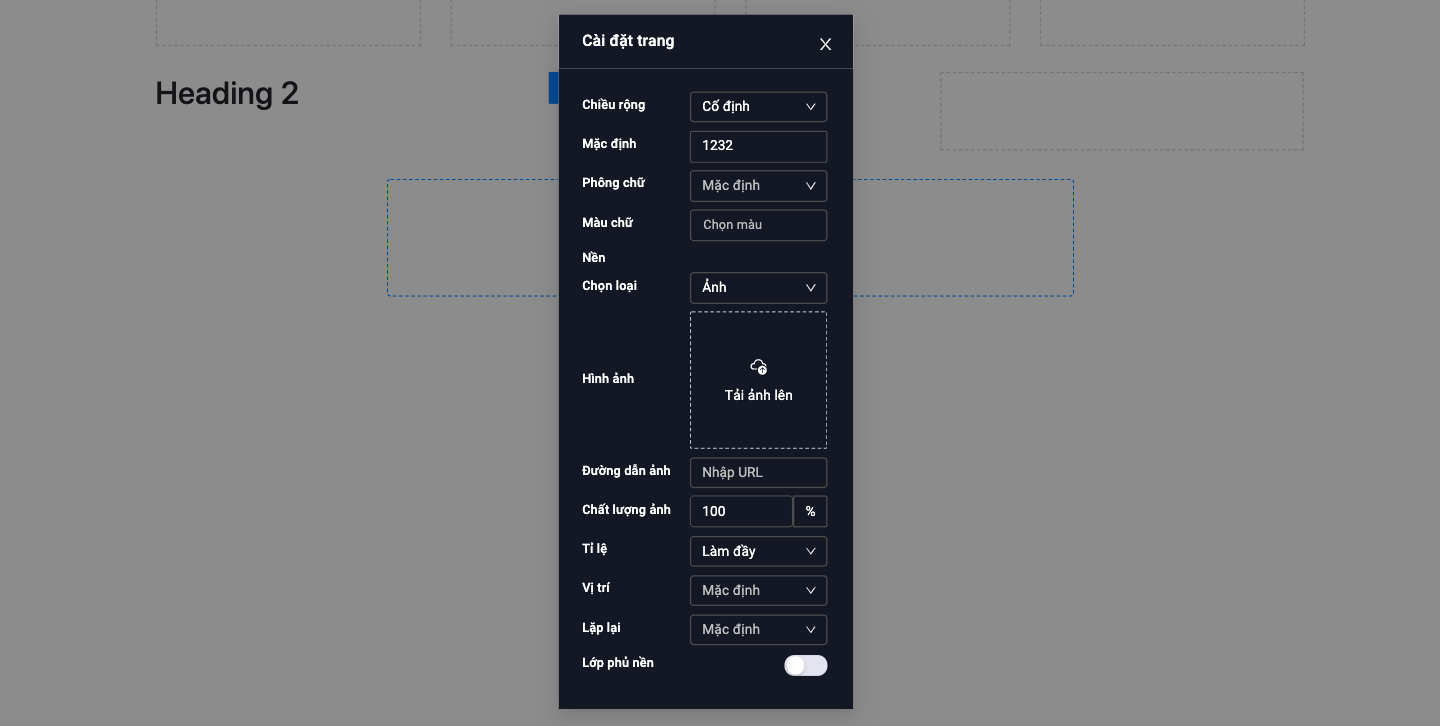 Cài đặt trang
Heading 2
Chiều rộng Cố định
Mặc định 1232
Phông chữ Mặc định
Màu chữ Chọn màu
Nền
Chọn loại Ảnh
Hình ảnh Tải ảnh lên
Đường dẫn ảnh Nhập URL
Chất lượng ảnh 100 %
Tỉ lệ Làm đầy
Vị trí Mặc định
Lặp lại Mặc định
Lớp phủ nền